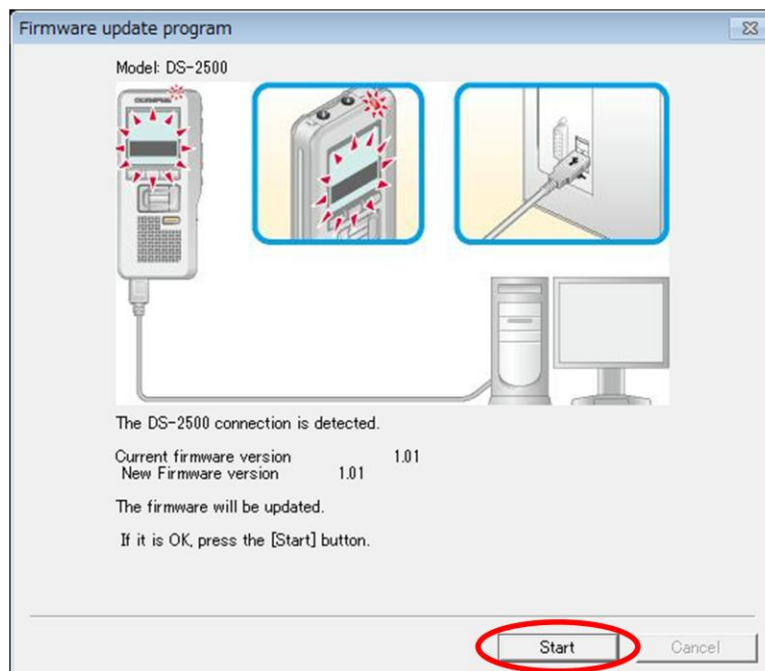 Firmware update program
Model: DS-2500
OLYMPUS
The DS-2500 connection is detected.
Current firmware version 1.01
New Firmware version 1.01
The firmware will be updated.
If it is OK, press the [Start] button.
Start Cancel